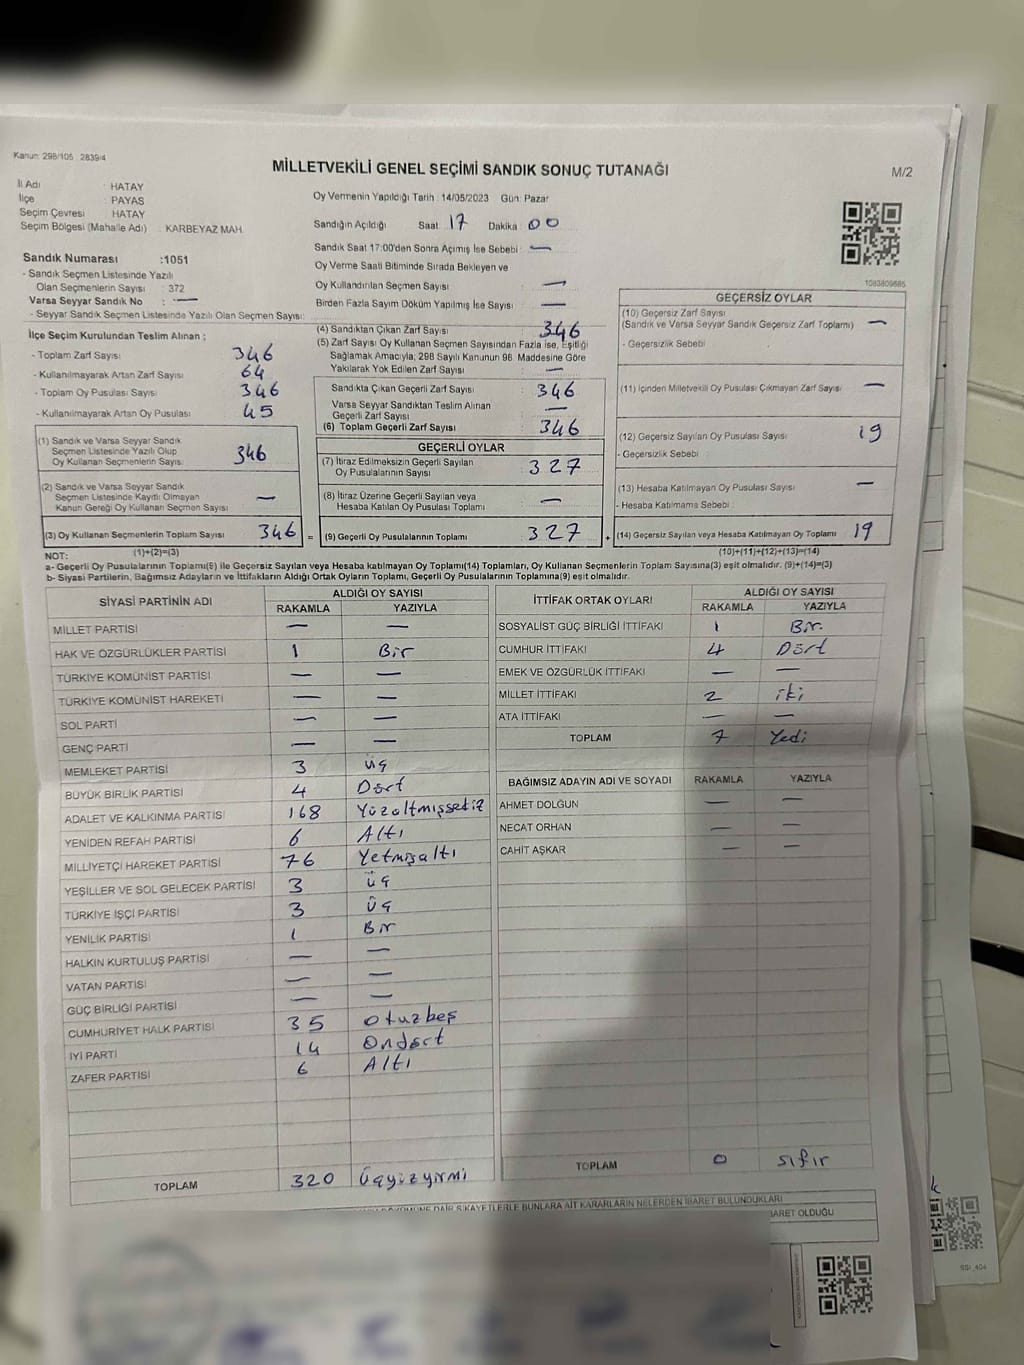 Kanun: 298/105 2839/4
MİLLETVEKİLİ GENEL SEÇİMİ SANDIK SONUÇ TUTANAĞI
M/2
İl Adı : HATAY
İlçe : PAYAS
Seçim Çevresi : HATAY
Seçim Bölgesi (Mahalle Adı) : KARBEYAZ MAH.
Oy Vermenin Yapıldığı Tarih : 14/05/2023 Gün: Pazar
Sandığın Açıldığı Saat : 17 Dakika : 00
Sandık Saat 17:00'den Sonra Açılmış İse Sebebi : —
Oy Verme Saati Bitiminde Sırada Bekleyen ve
Oy Kullandırılan Seçmen Sayısı : —
Birden Fazla Sayım Döküm Yapılmış İse Sayısı : —
1083809885
Sandık Numarası :1051
- Sandık Seçmen Listesinde Yazılı
Olan Seçmenlerin Sayısı : 372
Varsa Seyyar Sandık No : —
- Seyyar Sandık Seçmen Listesinde Yazılı Olan Seçmen Sayısı:
İlçe Seçim Kurulundan Teslim Alınan ;
- Toplam Zarf Sayısı : 346
- Kullanılmayarak Artan Zarf Sayısı : 64
- Toplam Oy Pusulası Sayısı : 346
- Kullanılmayarak Artan Oy Pusulası : 45
(1) Sandık ve Varsa Seyyar Sandık
Seçmen Listesinde Yazılı Olup
Oy Kullanan Seçmenlerin Sayısı: 346
(2) Sandık ve Varsa Seyyar Sandık
Seçmen Listesinde Kayıtlı Olmayan
Kanun Gereği Oy Kullanan Seçmen Sayısı : —
(3) Oy Kullanan Seçmenlerin Toplam Sayısı : 346 =
(1)+(2)=(3)
(4) Sandıktan Çıkan Zarf Sayısı : 346
(5) Zarf Sayısı Oy Kullanan Seçmen Sayısından Fazla İse, Eşitliği
Sağlamak Amacıyla; 298 Sayılı Kanunun 98. Maddesine Göre
Yakılarak Yok Edilen Zarf Sayısı : —
Sandıkta Çıkan Geçerli Zarf Sayısı : 346
Varsa Seyyar Sandıktan Teslim Alınan
Geçerli Zarf Sayısı : —
(6) Toplam Geçerli Zarf Sayısı : 346
GEÇERLİ OYLAR
(7) İtiraz Edilmeksizin Geçerli Sayılan
Oy Pusulalarının Sayısı : 327
(8) İtiraz Üzerine Geçerli Sayılan veya
Hesaba Katılan Oy Pusulası Toplamı : —
(9) Geçerli Oy Pusulalarının Toplamı : 327 +
GEÇERSİZ OYLAR
(10) Geçersiz Zarf Sayısı
(Sandık ve Varsa Seyyar Sandık Geçersiz Zarf Toplamı) : —
- Geçersizlik Sebebi :
(11) İçinden Milletvekili Oy Pusulası Çıkmayan Zarf Sayısı : —
(12) Geçersiz Sayılan Oy Pusulası Sayısı : 19
- Geçersizlik Sebebi :
(13) Hesaba Katılmayan Oy Pusulası Sayısı : —
- Hesaba Katılmama Sebebi :
(14) Geçersiz Sayılan veya Hesaba Katılmayan Oy Toplamı : 19
(10)+(11)+(12)+(13)=(14)
NOT:
a- Geçerli Oy Pusulalarının Toplamı(9) ile Geçersiz Sayılan veya Hesaba katılmayan Oy Toplamı(14) Toplamları, Oy Kullanan Seçmenlerin Toplam Sayısına(3) eşit olmalıdır. (9)+(14)=(3)
b- Siyasi Partilerin, Bağımsız Adayların ve İttifakların Aldığı Ortak Oyların Toplamı, Geçerli Oy Pusulalarının Toplamına(9) eşit olmalıdır.
SİYASİ PARTİNİN ADI ALDIĞI OY SAYISI
RAKAMLA YAZIYLA
MİLLET PARTİSİ — —
HAK VE ÖZGÜRLÜKLER PARTİSİ 1 Bir
TÜRKİYE KOMÜNİST PARTİSİ — —
TÜRKİYE KOMÜNİST HAREKETİ — —
SOL PARTİ — —
GENÇ PARTİ — —
MEMLEKET PARTİSİ 3 üç
BÜYÜK BİRLİK PARTİSİ 4 Dört
ADALET VE KALKINMA PARTİSİ 168 Yüzaltmışsekiz
YENİDEN REFAH PARTİSİ 6 Altı
MİLLİYETÇİ HAREKET PARTİSİ 76 Yetmişaltı
YEŞİLLER VE SOL GELECEK PARTİSİ 3 üç
TÜRKİYE İŞÇİ PARTİSİ 3 üç
YENİLİK PARTİSİ 1 Bir
HALKIN KURTULUŞ PARTİSİ — —
VATAN PARTİSİ — —
GÜÇ BİRLİĞİ PARTİSİ — —
CUMHURİYET HALK PARTİSİ 35 otuzbeş
İYİ PARTİ 14 Ondört
ZAFER PARTİSİ 6 Altı
TOPLAM 320 üçyüzyirmi
İTTİFAK ORTAK OYLARI ALDIĞI OY SAYISI
RAKAMLA YAZIYLA
SOSYALİST GÜÇ BİRLİĞİ İTTİFAKI 1 Bir
CUMHUR İTTİFAKI 4 Dört
EMEK VE ÖZGÜRLÜK İTTİFAKI — —
MİLLET İTTİFAKI 2 iki
ATA İTTİFAKI — —
TOPLAM 7 Yedi
BAĞIMSIZ ADAYIN ADI VE SOYADI RAKAMLA YAZIYLA
AHMET DOLĞUN — —
NECAT ORHAN — —
CAHİT AŞKAR — —
TOPLAM 0 sıfır
ŞİKAYETLERLE BUNLARA AİT KARARLARIN NELERDEN İBARET BULUNDUKLARI
İBARET OLDUĞU
SSI_404